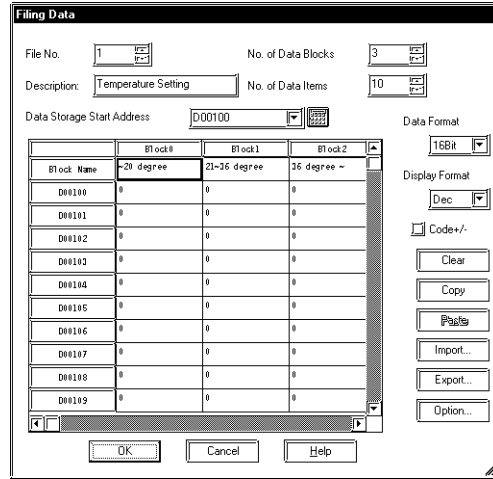 Filing Data
File No. 1 No. of Data Blocks 3
Description: Temperature Setting No. of Data Items 10
Data Storage Start Address D00100
Data Format
16Bit
Display Format
Dec
Code+/-
Block0 Block1 Block2
Block Name ~20 degree 21~36 degree 36 degree ~
D00100 0 0 0
D00101 0 0 0
D00102 0 0 0
D00103 0 0 0
D00104 0 0 0
D00105 0 0 0
D00106 0 0 0
D00107 0 0 0
D00108 0 0 0
D00109 0 0 0
Clear
Copy
Paste
Import...
Export...
Option...
OK Cancel Help